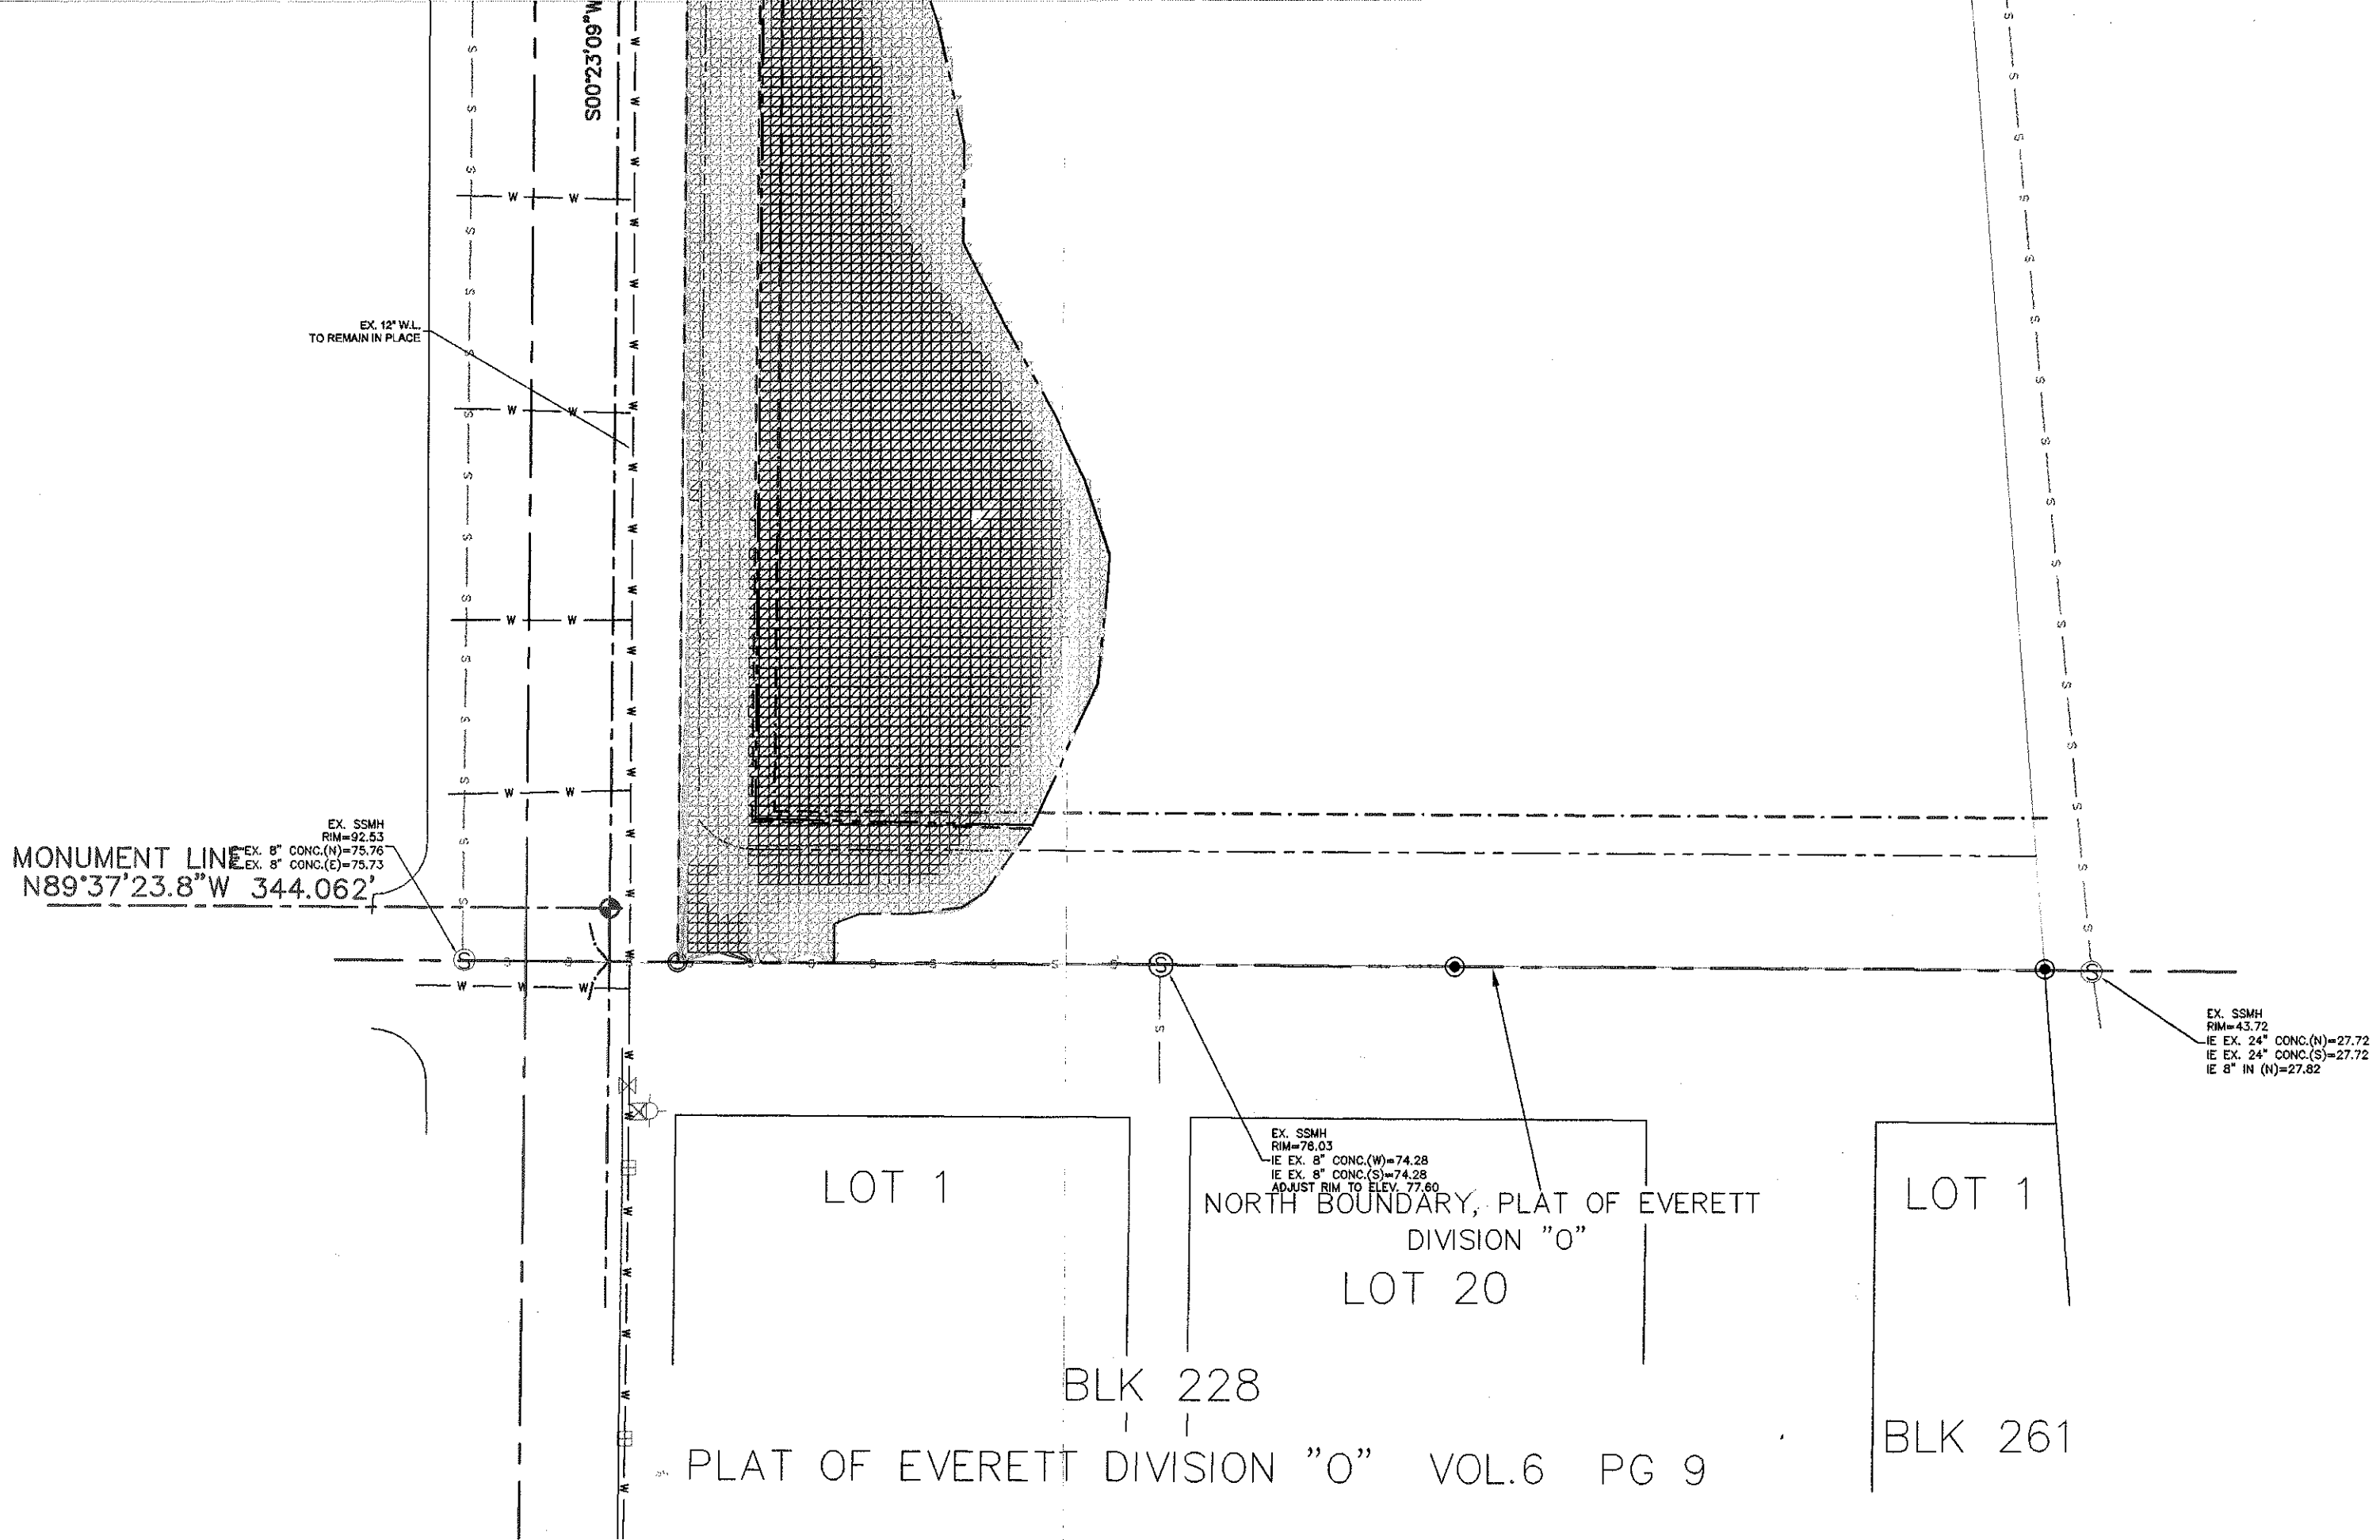 S00°23'09"W
EX. 12" W.L.
TO REMAIN IN PLACE
EX. SSMH
RIM=92.53
EX. 8" CONC.(N)=75.76
EX. 8" CONC.(E)=75.73
MONUMENT LINE
N89°37'23.8"W 344.062'
EX. SSMH
RIM=43.72
IE EX. 24" CONC.(N)=27.72
IE EX. 24" CONC.(S)=27.72
IE 8" IN (N)=27.82
EX. SSMH
RIM=76.03
IE EX. 8" CONC.(W)=74.28
IE EX. 8" CONC.(S)=74.28
ADJUST RIM TO ELEV. 77.60
NORTH BOUNDARY, PLAT OF EVERETT
DIVISION "O"
LOT 1
LOT 20
LOT 1
BLK 228
BLK 261
PLAT OF EVERETT DIVISION "O" VOL.6 PG 9